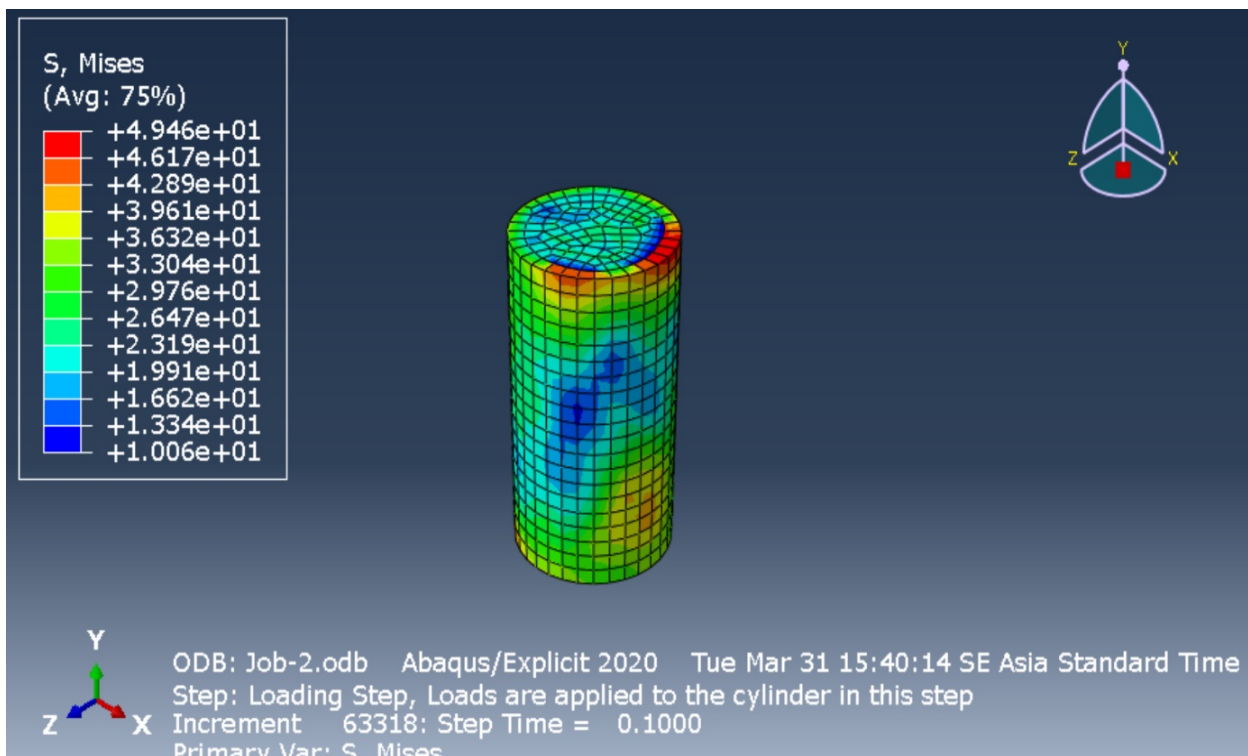 S, Mises
(Avg: 75%)
+4.946e+01
+4.617e+01
+4.289e+01
+3.961e+01
+3.632e+01
+3.304e+01
+2.976e+01
+2.647e+01
+2.319e+01
+1.991e+01
+1.662e+01
+1.334e+01
+1.006e+01
Y
Z X
Y
Z X
ODB: Job-2.odb Abaqus/Explicit 2020 Tue Mar 31 15:40:14 SE Asia Standard Time
Step: Loading Step, Loads are applied to the cylinder in this step
Increment 63318: Step Time = 0.1000
Primary Var: S, Mises